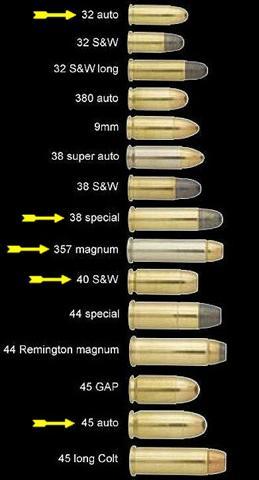 32 auto
32 S&W
32 S&W long
380 auto
9mm
38 super auto
38 S&W
38 special
357 magnum
40 S&W
44 special
44 Remington magnum
45 GAP
45 auto
45 long Colt